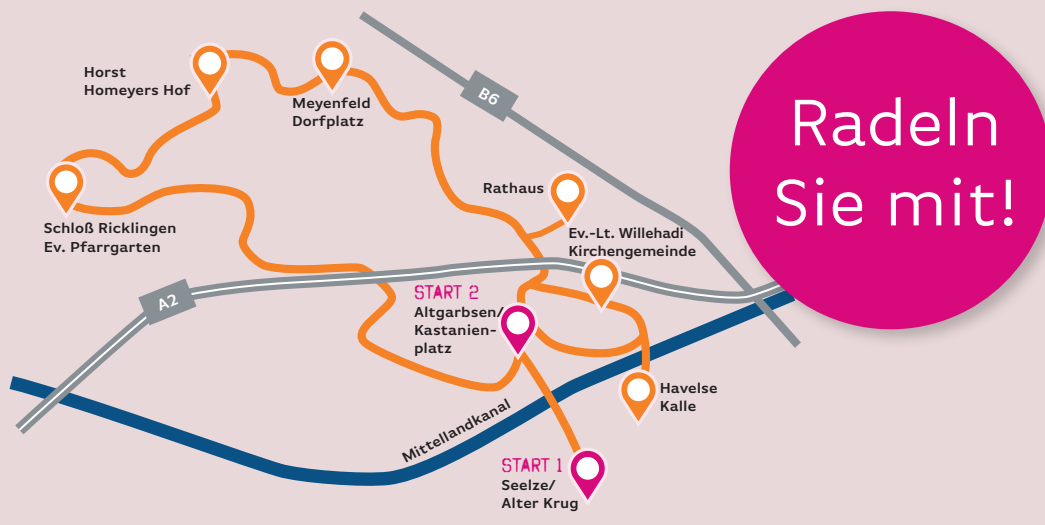 Radeln
Sie mit!
B6
Horst
Homeyers Hof
Meyenfeld
Dorfplatz
Rathaus
Schloß Ricklingen
Ev. Pfarrgarten
Ev.-Lt. Willehadi
Kirchengemeinde
A2
START 2
Altgarbsen/
Kastanien-
platz
Havelse
Kalle
Mittellandkanal
START 1
Seelze/
Alter Krug